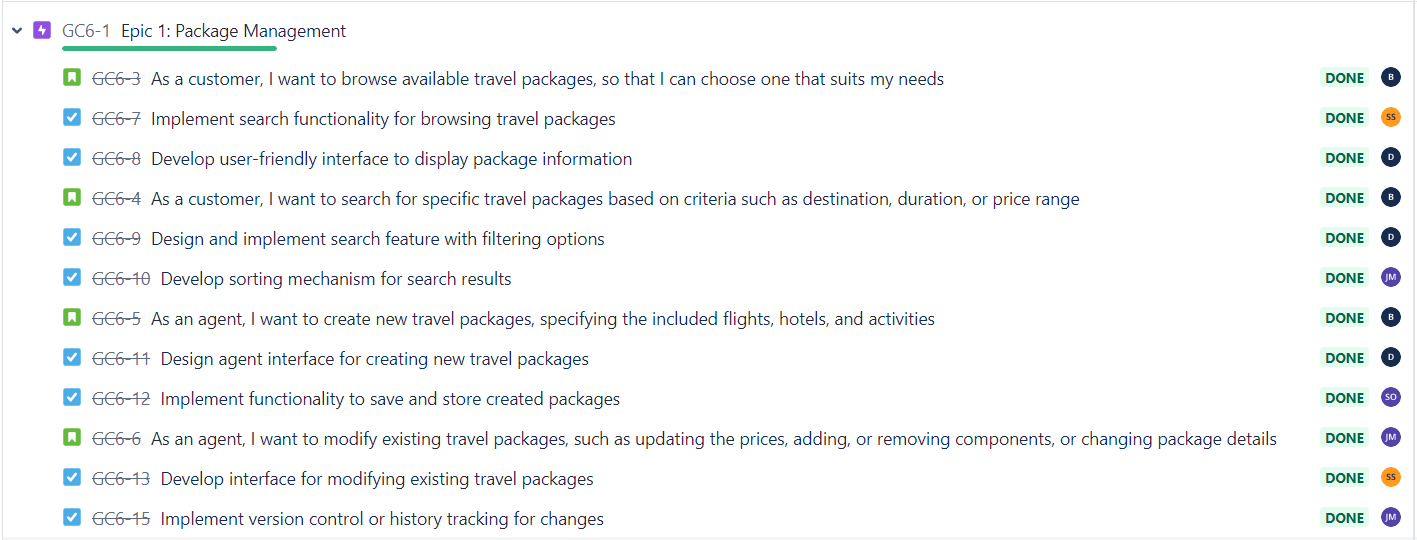 GC6-1 Epic 1: Package Management
GC6-3 As a customer, I want to browse available travel packages, so that I can choose one that suits my needs DONE B
GC6-7 Implement search functionality for browsing travel packages DONE SS
GC6-8 Develop user-friendly interface to display package information DONE D
GC6-4 As a customer, I want to search for specific travel packages based on criteria such as destination, duration, or price range DONE B
GC6-9 Design and implement search feature with filtering options DONE D
GC6-10 Develop sorting mechanism for search results DONE JM
GC6-5 As an agent, I want to create new travel packages, specifying the included flights, hotels, and activities DONE B
GC6-11 Design agent interface for creating new travel packages DONE D
GC6-12 Implement functionality to save and store created packages DONE SO
GC6-6 As an agent, I want to modify existing travel packages, such as updating the prices, adding, or removing components, or changing package details DONE JM
GC6-13 Develop interface for modifying existing travel packages DONE SS
GC6-15 Implement version control or history tracking for changes DONE JM